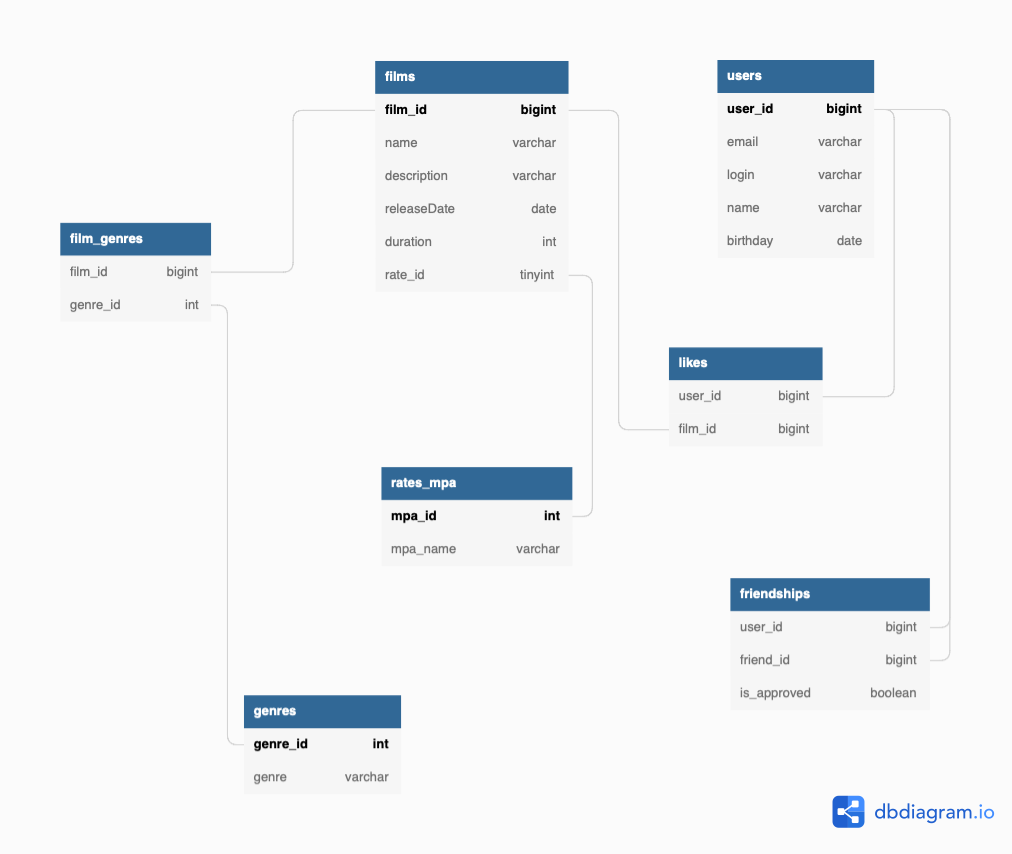 films
film_id bigint
name varchar
description varchar
releaseDate date
duration int
rate_id tinyint
users
user_id bigint
email varchar
login varchar
name varchar
birthday date
film_genres
film_id bigint
genre_id int
likes
user_id bigint
film_id bigint
rates_mpa
mpa_id int
mpa_name varchar
friendships
user_id bigint
friend_id bigint
is_approved boolean
genres
genre_id int
genre varchar
dbdiagram.io